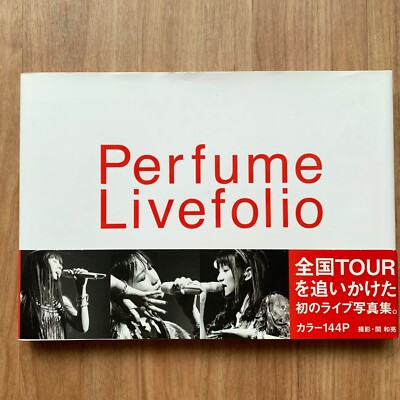 Perfume
Livefolio
全国TOUR
を追いかけた
初のライブ写真集。
カラー144P 撮影・関 和亮